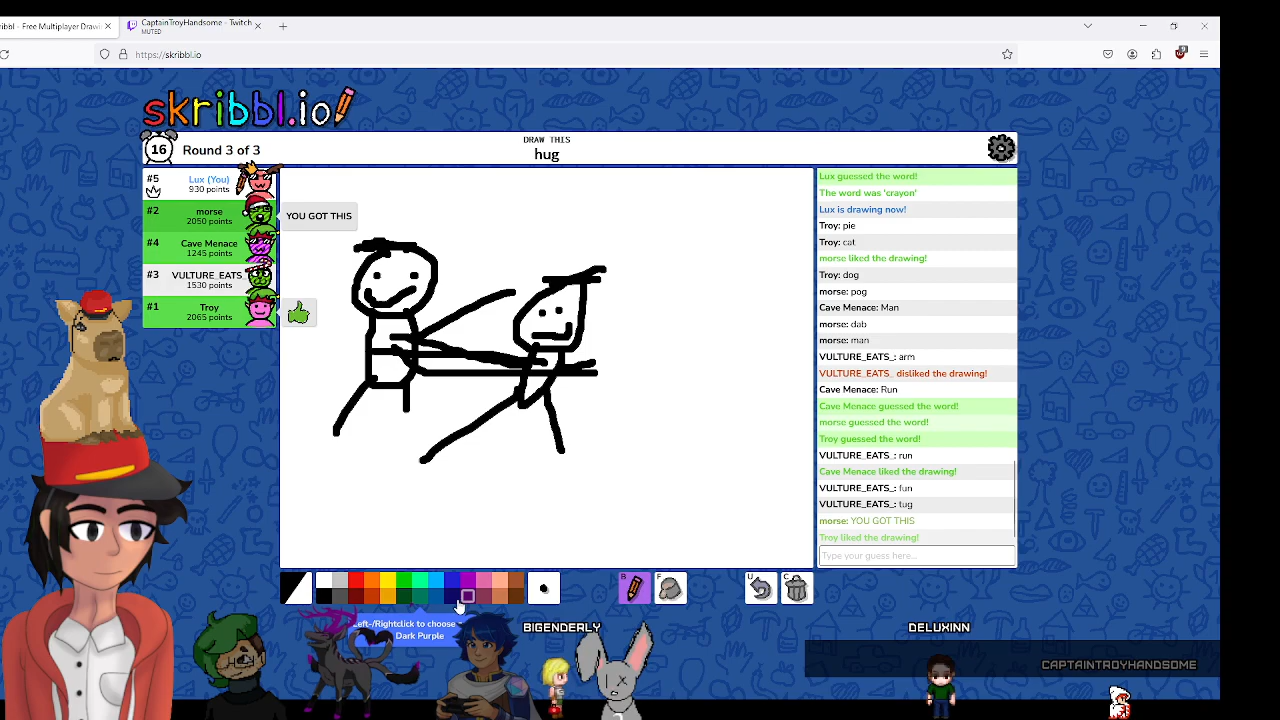 ibbl - Free Multiplayer Drawi
CaptainTroyHandsome - Twitch
MUTED
https://skribbl.io
skribbl.io
16
Round 3 of 3
DRAW THIS
hug
#5
Lux (You)
930 points
#2
morse
2050 points
#4
Cave Menace
1245 points
#3
VULTURE_EATS
1530 points
#1
Troy
2065 points
YOU GOT THIS
Lux guessed the word!
The word was 'crayon'
Lux is drawing now!
Troy: pie
Troy: cat
morse liked the drawing!
Troy: dog
morse: pog
Cave Menace: Man
morse: dab
morse: man
VULTURE_EATS_: arm
VULTURE_EATS_ disliked the drawing!
Cave Menace: Run
Cave Menace guessed the word!
morse guessed the word!
Troy guessed the word!
VULTURE_EATS_: run
Cave Menace liked the drawing!
VULTURE_EATS_: fun
VULTURE_EATS_: tug
morse: YOU GOT THIS
Troy liked the drawing!
Type your guess here...
B
F
U
C
Left-/Rightclick to choose
Dark Purple
BIGENDERLY
DELUXINN
CAPTAINTROYHANDSOME